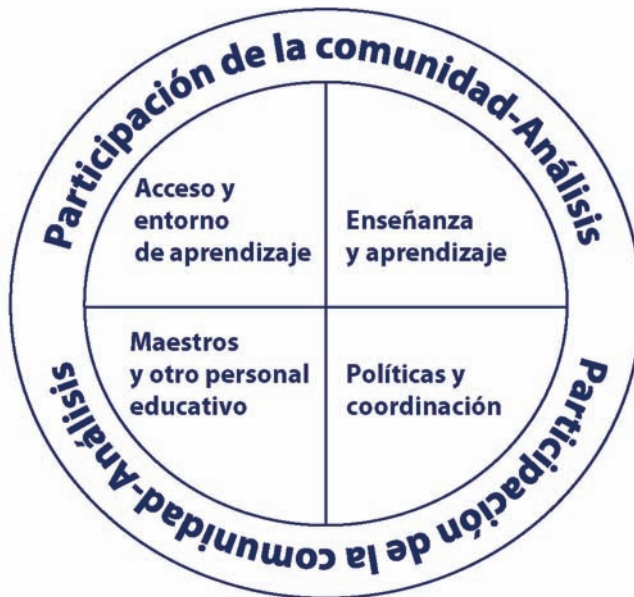 Participación de la comunidad-Análisis
Acceso y
entorno
de aprendizaje
Enseñanza
y aprendizaje
Maestros
y otro personal
educativo
Políticas y
coordinación
Participación de la comunidad-Análisis